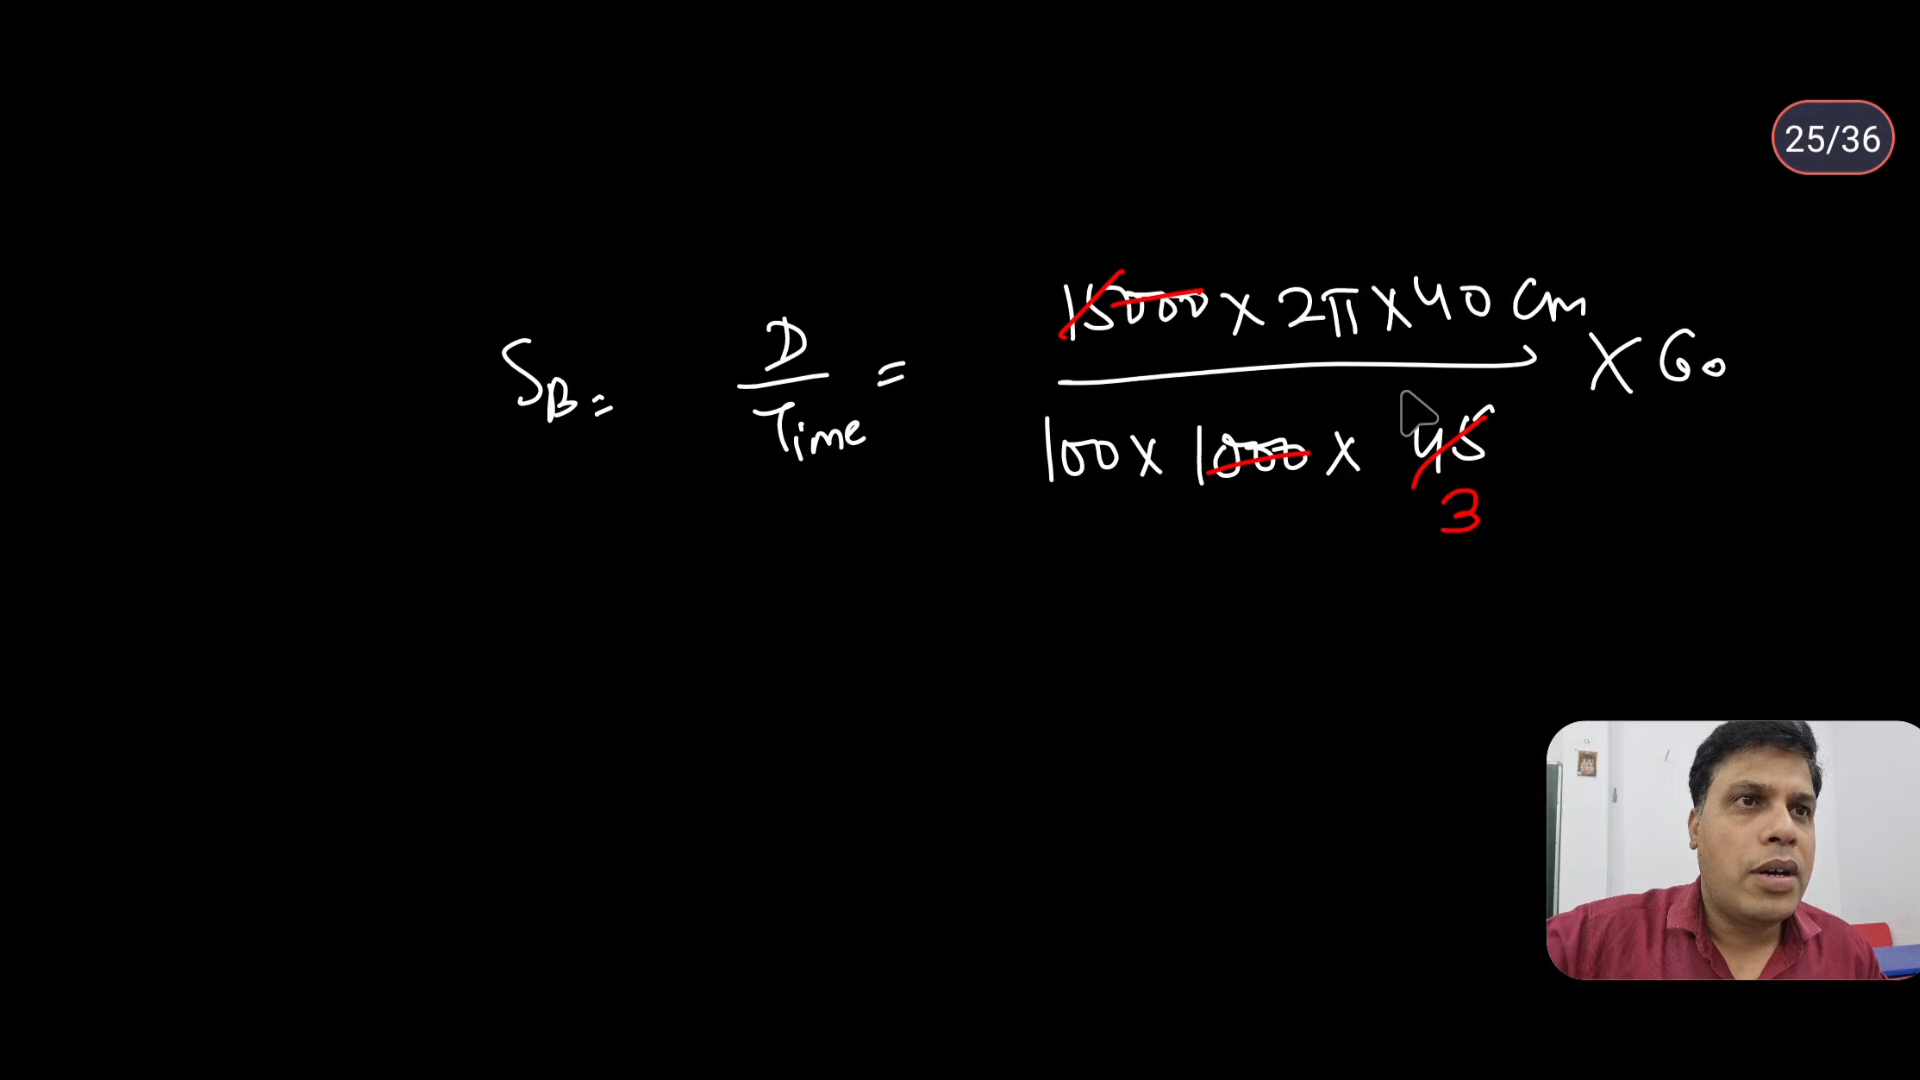 25/36
S_B = D/Time = (15000 x 2π x 40 cm)/(100 x 1000 x 45) x 60
3